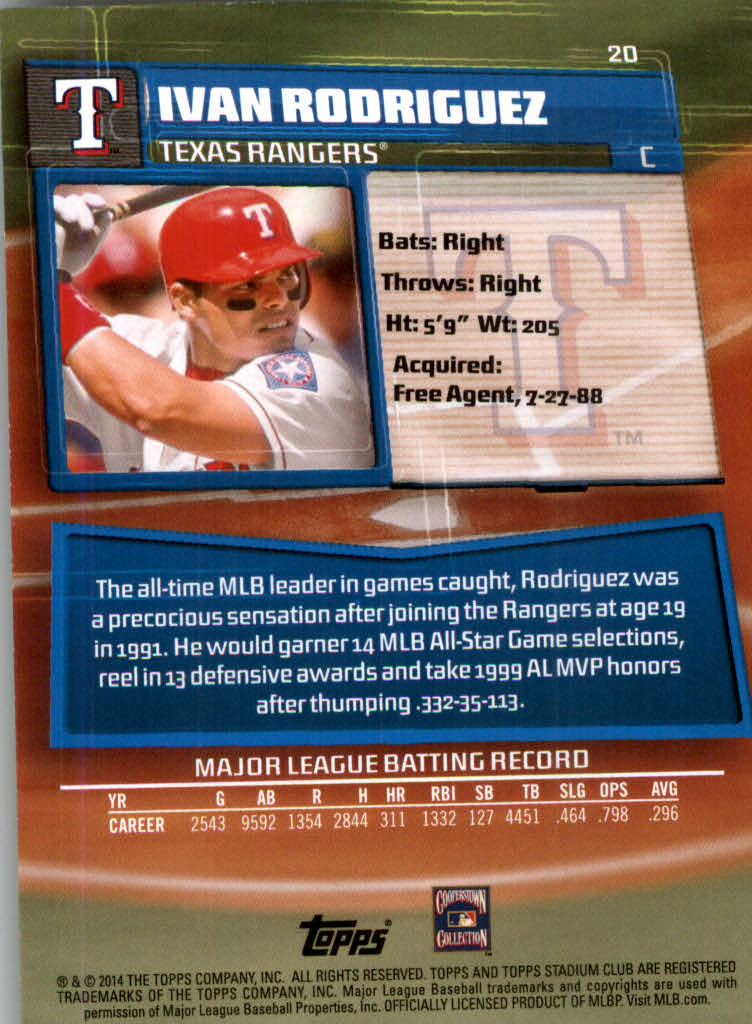 20
T
IVAN RODRIGUEZ
TEXAS RANGERS®
C
T
Bats: Right
Throws: Right
Ht: 5'9" Wt: 205
Acquired:
Free Agent, 7-27-88
T
TM
The all-time MLB leader in games caught, Rodriguez was
a precocious sensation after joining the Rangers at age 19
in 1991. He would garner 14 MLB All-Star Game selections,
reel in 13 defensive awards and take 1999 AL MVP honors
after thumping .332-35-113.
MAJOR LEAGUE BATTING RECORD
YR G AB R H HR RBI SB TB SLG OPS AVG
CAREER 2543 9592 1354 2844 311 1332 127 4451 .464 .798 .296
Topps®
COOPERSTOWN
COLLECTION
® & © 2014 THE TOPPS COMPANY, INC. ALL RIGHTS RESERVED. TOPPS AND TOPPS STADIUM CLUB ARE REGISTERED
TRADEMARKS OF THE TOPPS COMPANY, INC. Major League Baseball trademarks and copyrights are used with
permission of Major League Baseball Properties, Inc. OFFICIALLY LICENSED PRODUCT OF MLBP. Visit MLB.com.